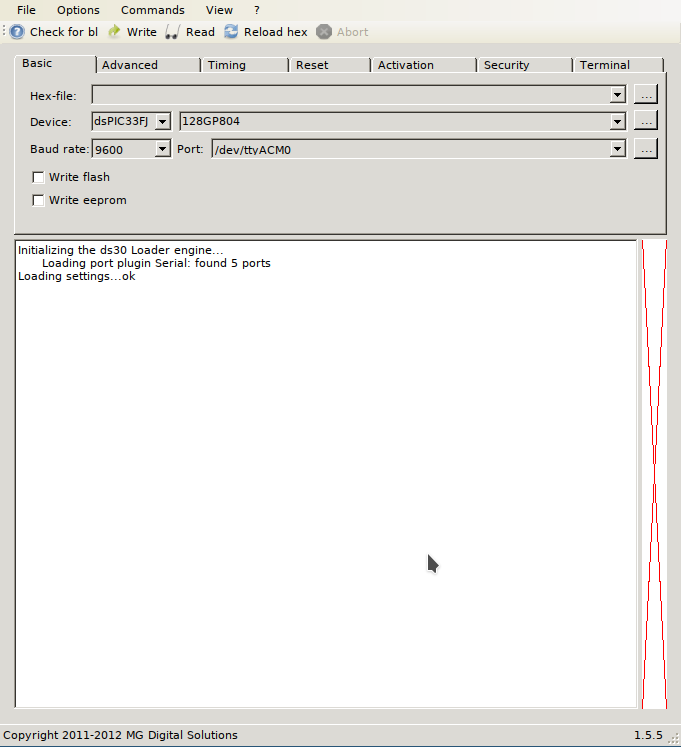 File Options Commands View ?
Check for bl Write Read Reload hex Abort
Basic Advanced Timing Reset Activation Security Terminal
Hex-file: ...
Device: dsPIC33FJ 128GP804 ...
Baud rate: 9600 Port: /dev/ttyACM0 ...
Write flash
Write eeprom
Initializing the ds30 Loader engine...
Loading port plugin Serial: found 5 ports
Loading settings...ok
Copyright 2011-2012 MG Digital Solutions 1.5.5